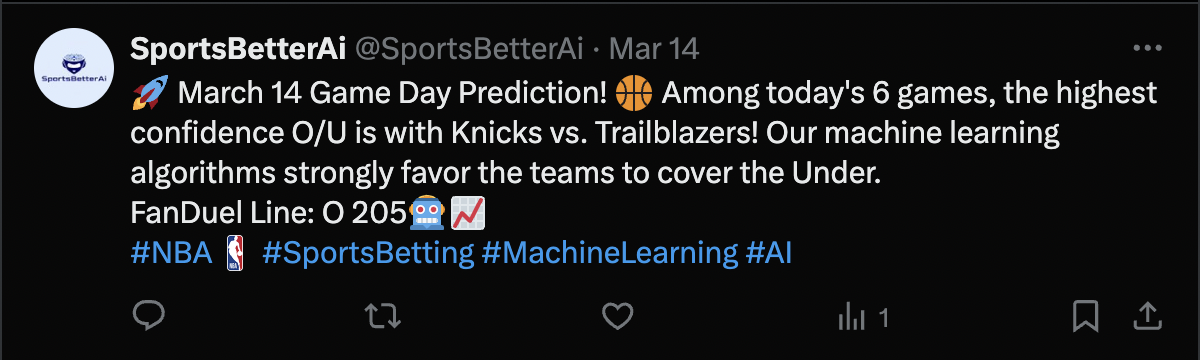 SportsBetterAi
SportsBetterAi @SportsBetterAi · Mar 14
🚀 March 14 Game Day Prediction! 🏀 Among today's 6 games, the highest
confidence O/U is with Knicks vs. Trailblazers! Our machine learning
algorithms strongly favor the teams to cover the Under.
FanDuel Line: O 205🤖📈
#NBA NBA #SportsBetting #MachineLearning #AI
1